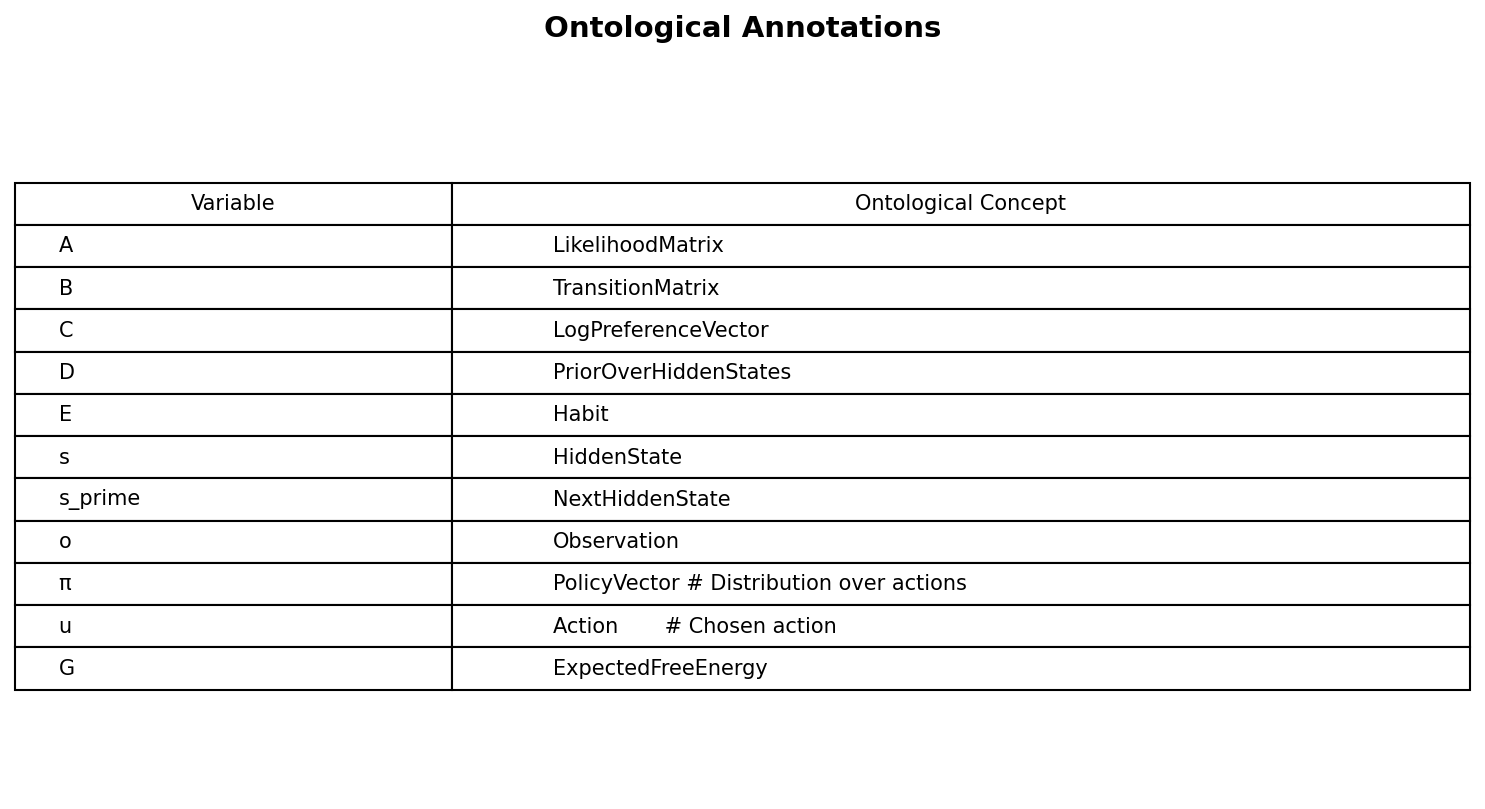 Ontological Annotations
Variable Ontological Concept
A LikelihoodMatrix
B TransitionMatrix
C LogPreferenceVector
D PriorOverHiddenStates
E Habit
s HiddenState
s_prime NextHiddenState
o Observation
π PolicyVector # Distribution over actions
u Action # Chosen action
G ExpectedFreeEnergy